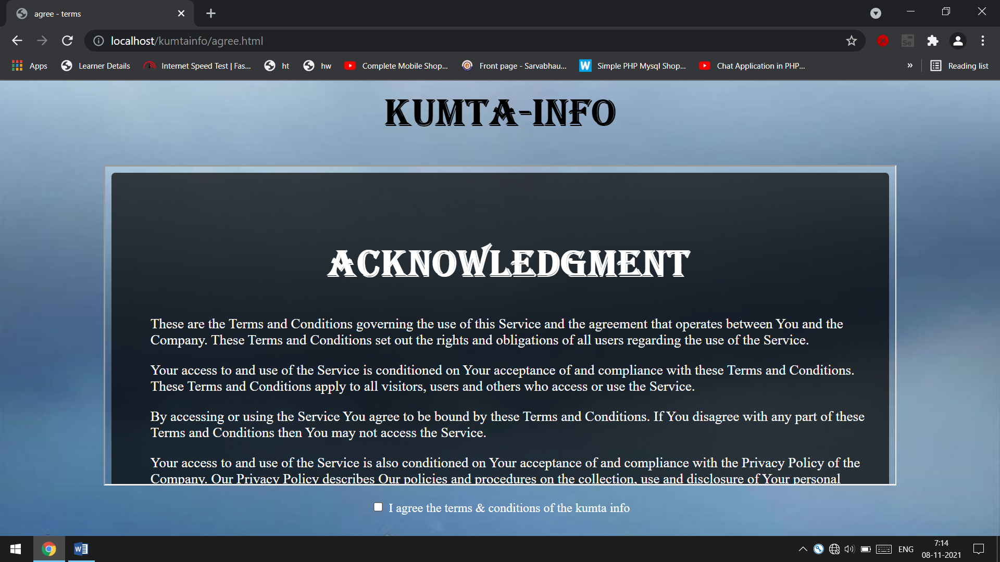 agree - terms
localhost/kumtainfo/agree.html
Apps Learner Details Internet Speed Test | Fas... ht hw Complete Mobile Shop... Front page - Sarvabhau... W Simple PHP Mysql Shop... Chat Application in PHP... » Reading list
KUMTA-INFO
ACKNOWLEDGMENT
These are the Terms and Conditions governing the use of this Service and the agreement that operates between You and the
Company. These Terms and Conditions set out the rights and obligations of all users regarding the use of the Service.
Your access to and use of the Service is conditioned on Your acceptance of and compliance with these Terms and Conditions.
These Terms and Conditions apply to all visitors, users and others who access or use the Service.
By accessing or using the Service You agree to be bound by these Terms and Conditions. If You disagree with any part of these
Terms and Conditions then You may not access the Service.
Your access to and use of the Service is also conditioned on Your acceptance of and compliance with the Privacy Policy of the
Company. Our Privacy Policy describes Our policies and procedures on the collection, use and disclosure of Your personal
I agree the terms & conditions of the kumta info
ENG
7:14
08-11-2021